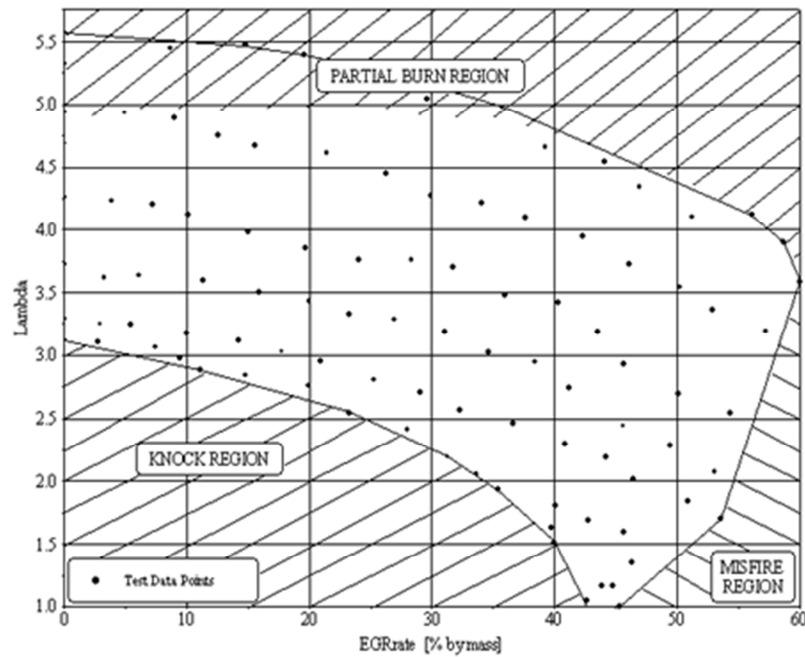 5.5
PARTIAL BURN REGION
5.0
4.5
4.0
3.5
Lambda
3.0
2.5
KNOCK REGION
2.0
1.5
Test Data Points
MISFIRE
REGION
1.0
0
10
20
30
40
50
60
EGRrate [% bymass]